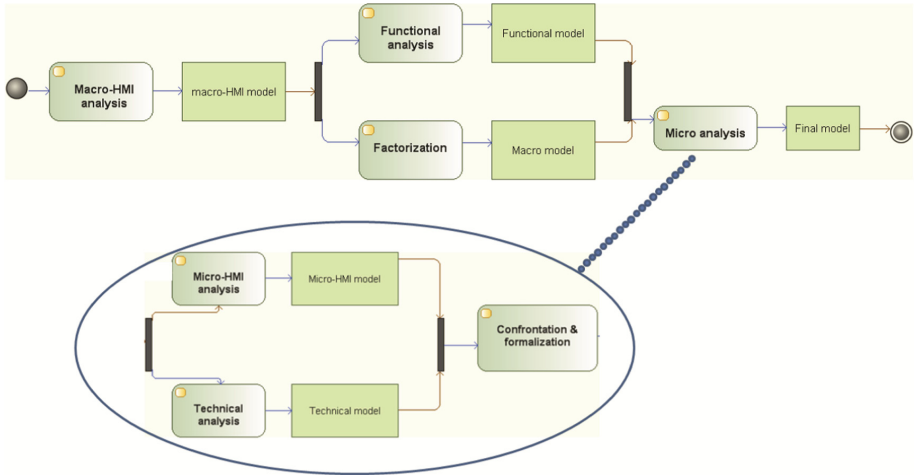 Macro-HMI
analysis
macro-HMI model
Functional
analysis
Functional model
Factorization
Macro model
Micro analysis
Final model
Micro-HMI
analysis
Micro-HMI model
Technical
analysis
Technical model
Confrontation &
formalization